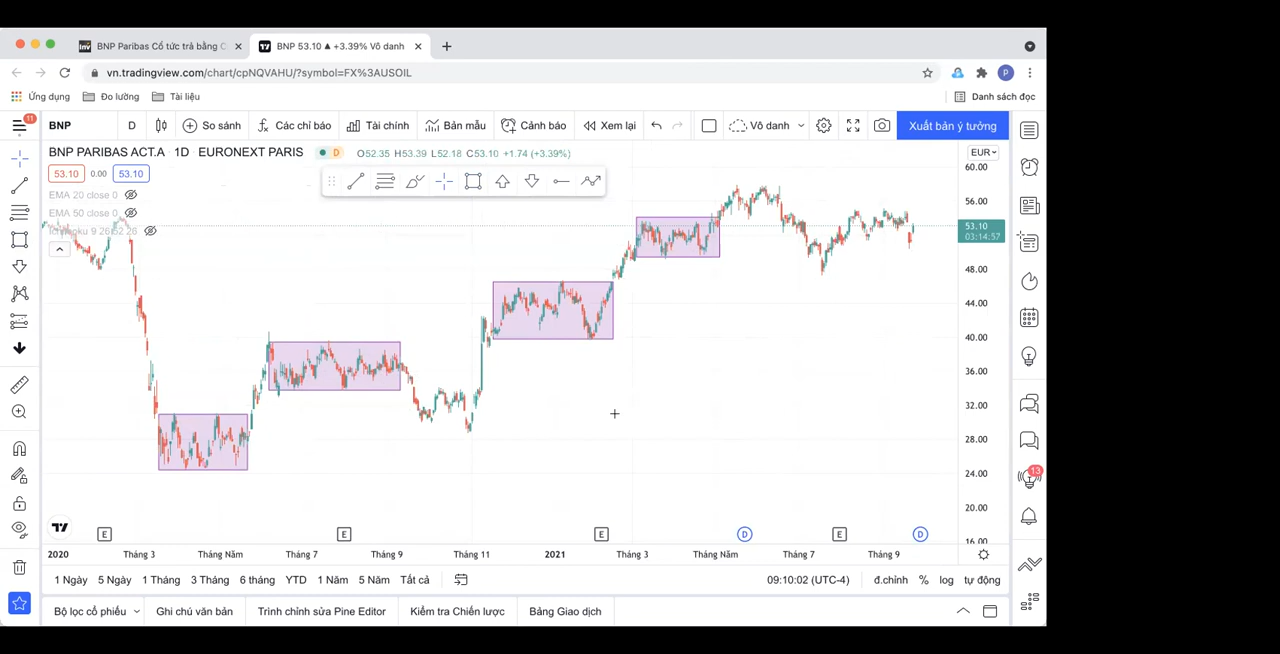 BNP Paribas Cổ tức trả bằng C
BNP 53.10 ▲ +3.39% Vô danh
vn.tradingview.com/chart/cpNQVAHU/?symbol=FX%3AUSOIL
P
Ứng dụng Đo lường Tài liệu Danh sách đọc
11
BNP D So sánh Các chỉ báo Tài chính Bản mẫu Cảnh báo Xem lại Vô danh Xuất bản ý tưởng
BNP PARIBAS ACT.A · 1D · EURONEXT PARIS D O52.35 H53.39 L52.18 C53.10 +1.74 (+3.39%)
EUR
53.10 0.00 53.10
EMA 20 close 0
EMA 50 close 0
9 26 52 26
60.00
56.00
53.10
03:14:57
48.00
44.00
40.00
36.00
32.00
28.00
24.00
20.00
16.00
13
E E E D E D
2020 Tháng 3 Tháng Năm Tháng 7 Tháng 9 Tháng 11 2021 Tháng 3 Tháng Năm Tháng 7 Tháng 9
1 Ngày 5 Ngày 1 Tháng 3 Tháng 6 tháng YTD 1 Năm 5 Năm Tất cả 09:10:02 (UTC-4) đ.chỉnh % log tự động
Bộ lọc cổ phiếu Ghi chú văn bản Trình chỉnh sửa Pine Editor Kiểm tra Chiến lược Bảng Giao dịch